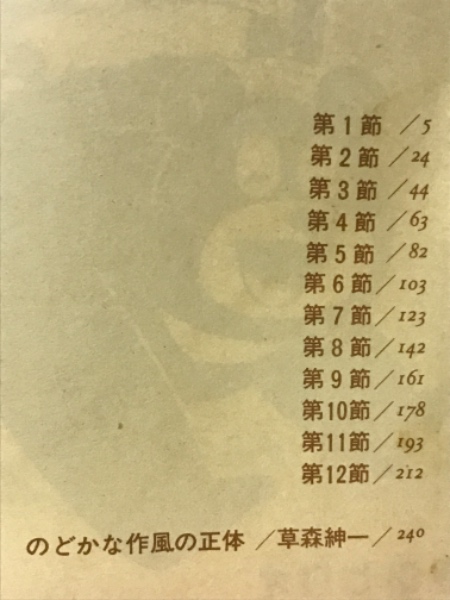 第1節 ／5
第2節 ／24
第3節 ／44
第4節 ／63
第5節 ／82
第6節／103
第7節／123
第8節／142
第9節／161
第10節／178
第11節／193
第12節／212
のどかな作風の正体 ／草森紳一／240